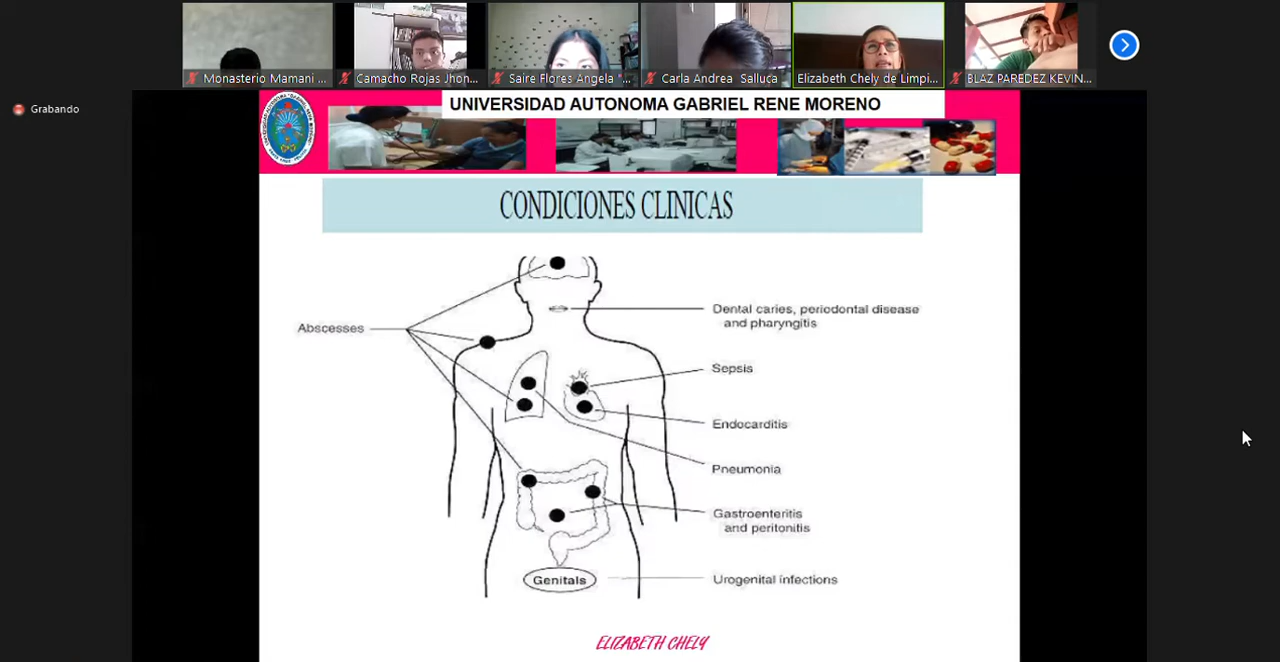 Monasterio Mamani ...
Camacho Rojas Jhon...
Saire Flores Angela "...
Carla Andrea Salluca
Elizabeth Chely de Limpi...
BLAZ PAREDEZ KEVIN...
Grabando
UNIVERSIDAD AUTONOMA GABRIEL RENE MORENO
CONDICIONES CLINICAS
Abscesses
Dental caries, periodontal disease
and pharyngitis
Sepsis
Endocarditis
Pneumonia
Gastroenteritis
and peritonitis
Genitals
Urogenital infections
ELIZABETH CHELY